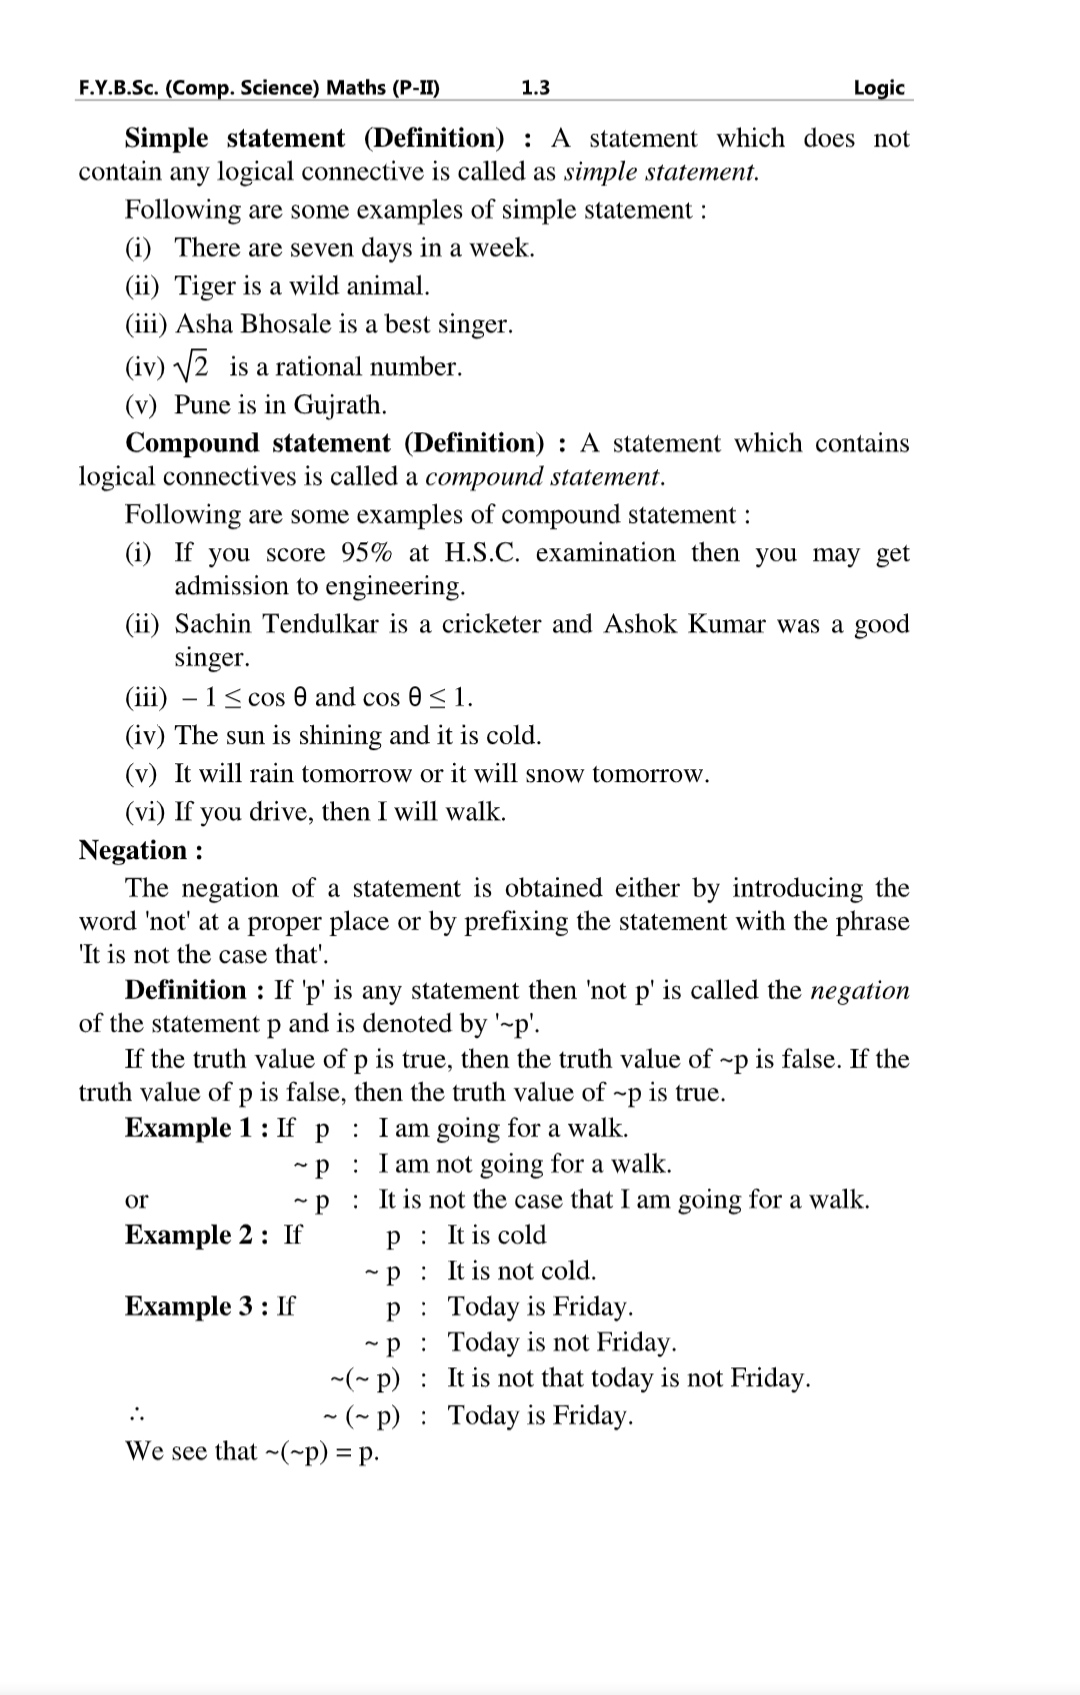 F.Y.B.Sc. (Comp. Science) Maths (P-II) 1.3 Logic
Simple statement (Definition) : A statement which does not
contain any logical connective is called as simple statement.
Following are some examples of simple statement :
(i) There are seven days in a week.
(ii) Tiger is a wild animal.
(iii) Asha Bhosale is a best singer.
(iv) √2 is a rational number.
(v) Pune is in Gujrath.
Compound statement (Definition) : A statement which contains
logical connectives is called a compound statement.
Following are some examples of compound statement :
(i) If you score 95% at H.S.C. examination then you may get
admission to engineering.
(ii) Sachin Tendulkar is a cricketer and Ashok Kumar was a good
singer.
(iii) – 1 ≤ cos θ and cos θ ≤ 1.
(iv) The sun is shining and it is cold.
(v) It will rain tomorrow or it will snow tomorrow.
(vi) If you drive, then I will walk.
Negation :
The negation of a statement is obtained either by introducing the
word 'not' at a proper place or by prefixing the statement with the phrase
'It is not the case that'.
Definition : If 'p' is any statement then 'not p' is called the negation
of the statement p and is denoted by '~p'.
If the truth value of p is true, then the truth value of ~p is false. If the
truth value of p is false, then the truth value of ~p is true.
Example 1 : If p : I am going for a walk.
~ p : I am not going for a walk.
or ~ p : It is not the case that I am going for a walk.
Example 2 : If p : It is cold
~ p : It is not cold.
Example 3 : If p : Today is Friday.
~ p : Today is not Friday.
~(~ p) : It is not that today is not Friday.
∴ ~ (~ p) : Today is Friday.
We see that ~(~p) = p.